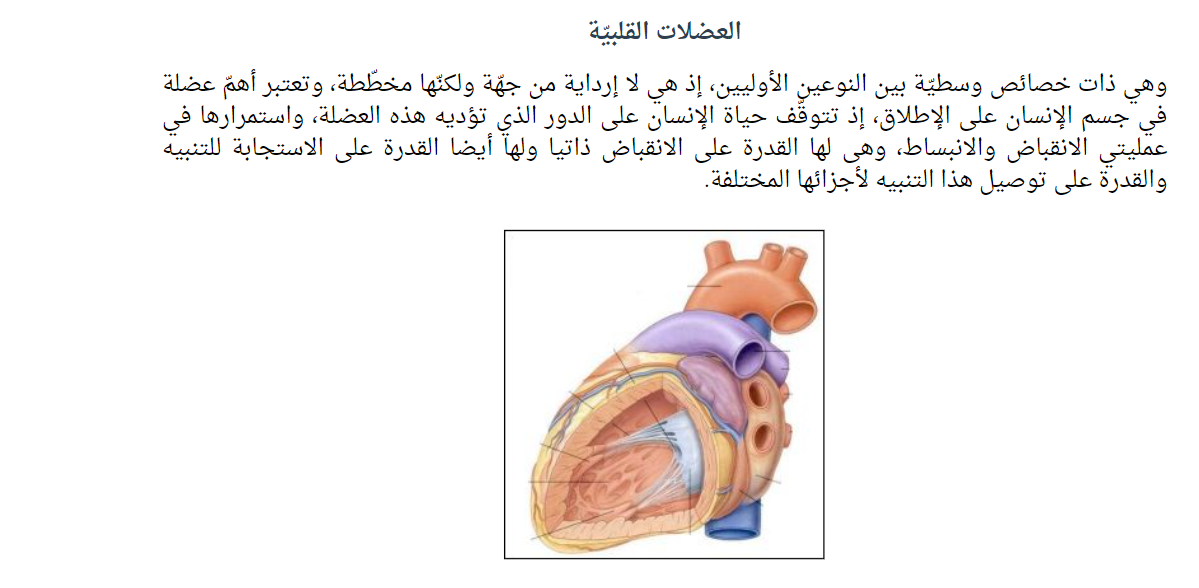 العضلات القلبيّة
وهي ذات خصائص وسطيّة بين النوعين الأوليين، إذ هي لا إرداية من جهّة ولكنّها مخطّطة، وتعتبر أهمّ عضلة
في جسم الإنسان على الإطلاق، إذ تتوقّف حياة الإنسان على الدور الذي تؤديه هذه العضلة، واستمرارها في
عمليتي الانقباض والانبساط، وهى لها القدرة على الانقباض ذاتيا ولها أيضا القدرة على الاستجابة للتنبيه
والقدرة على توصيل هذا التنبيه لأجزائها المختلفة.